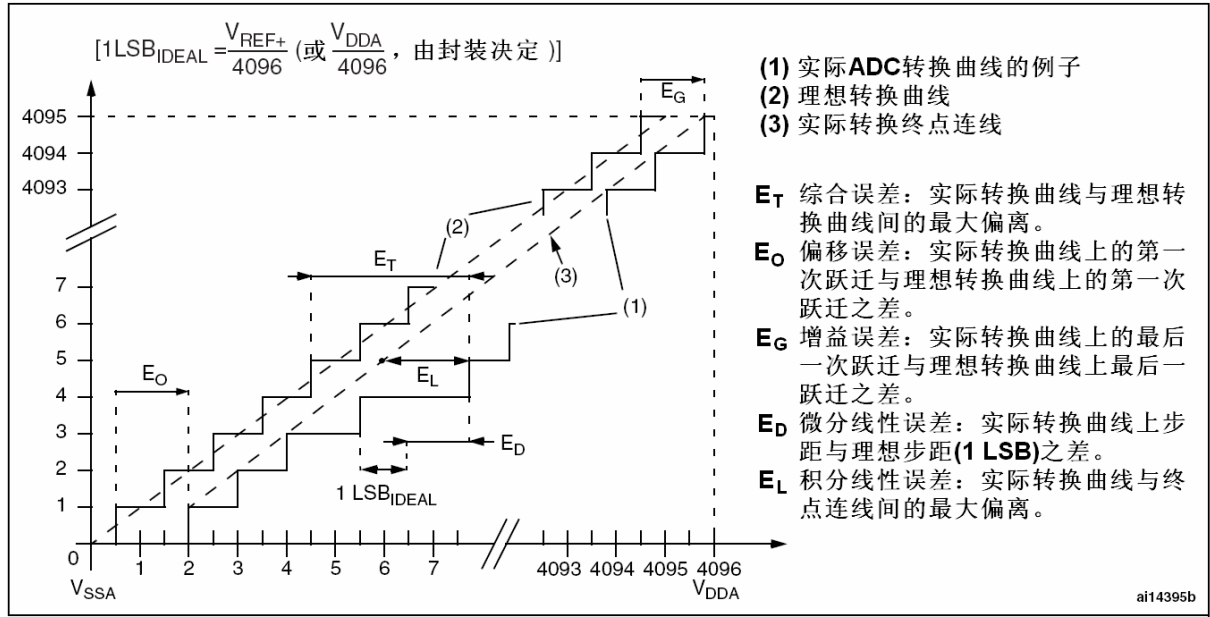 [1LSB_IDEAL = V_REF+ / 4096 (或 V_DDA / 4096 ，由封装决定 )]
(1) 实际ADC转换曲线的例子
(2) 理想转换曲线
(3) 实际转换终点连线
E_T 综合误差：实际转换曲线与理想转
换曲线间的最大偏离。
E_O 偏移误差：实际转换曲线上的第一
次跃迁与理想转换曲线上的第一次
跃迁之差。
E_G 增益误差：实际转换曲线上的最后
一次跃迁与理想转换曲线上最后一
跃迁之差。
E_D 微分线性误差：实际转换曲线上步
距与理想步距(1 LSB)之差。
E_L 积分线性误差：实际转换曲线与终
点连线间的最大偏离。
E_G
4095
4094
4093
(2)
E_T
(3)
7
(1)
6
5
E_O
E_L
4
3
E_D
2
1 LSB_IDEAL
1
0
1 2 3 4 5 6 7 4093 4094 4095 4096
V_SSA
V_DDA
ai14395b